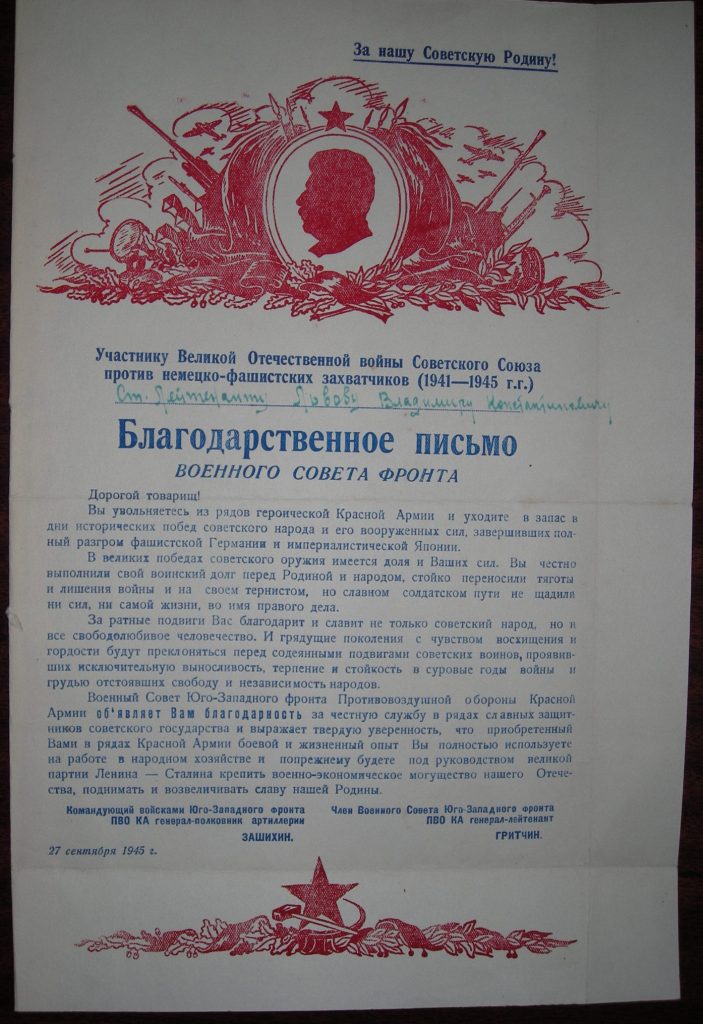 За нашу Советскую Родину!
Участнику Великой Отечественной войны Советского Союза
против немецко-фашистских захватчиков (1941—1945 г.г.)
Ст. Лейтенанту Львову Владимиру Константиновичу
Благодарственное письмо
ВОЕННОГО СОВЕТА ФРОНТА
Дорогой товарищ!
Вы увольняетесь из рядов героической Красной Армии и уходите в запас в
дни исторических побед советского народа и его вооруженных сил, завершивших пол-
ный разгром фашистской Германии и империалистической Японии.
В великих победах советского оружия имеется доля и Ваших сил. Вы честно
выполнили свой воинский долг перед Родиной и народом, стойко переносили тяготы
и лишения войны и на своем тернистом, но славном солдатском пути не щадили
ни сил, ни самой жизни, во имя правого дела.
За ратные подвиги Вас благодарит и славит не только советский народ, но и
все свободолюбивое человечество. И грядущие поколения с чувством восхищения и
гордости будут преклоняться перед содеянными подвигами советских воинов, проявив-
ших исключительную выносливость, терпение и стойкость в суровые годы войны и
грудью отстоявших свободу и независимость народов.
Военный Совет Юго-Западного фронта Противовоздушной обороны Красной
Армии об'являет Вам благодарность за честную службу в рядах славных защит-
ников советского государства и выражает твердую уверенность, что приобретенный
Вами в рядах Красной Армии боевой и жизненный опыт Вы полностью используете
на работе в народном хозяйстве и попрежнему будете под руководством великой
партии Ленина — Сталина крепить военно-экономическое могущество нашего Отече-
ства, поднимать и возвеличивать славу нашей Родины.
Командующий войсками Юго-Западного фронта
ПВО КА генерал-полковник артиллерии
ЗАШИХИН.
Член Военного Совета Юго-Западного фронта
ПВО КА генерал-лейтенант
ГРИТЧИН.
27 сентября 1945 г.